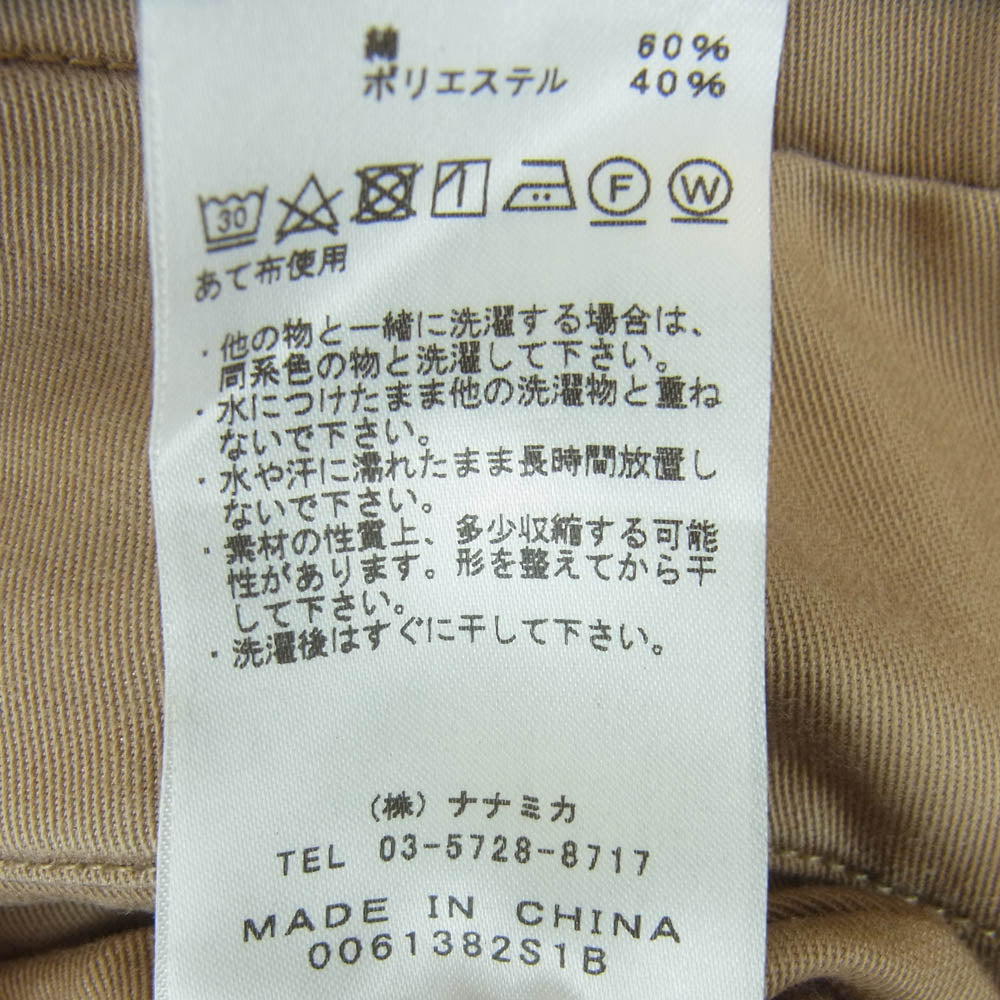 綿 60%
ポリエステル 40%
30 F W
あて布使用
・他の物と一緒に洗濯する場合は、
同系色の物と洗濯して下さい。
・水につけたまま他の洗濯物と重ね
ないで下さい。
・水や汗に濡れたまま長時間放置し
ないで下さい。
・素材の性質上、多少収縮する可能
性があります。形を整えてから干
して下さい。
・洗濯後はすぐに干して下さい。
(株) ナナミカ
TEL 03-5728-8717
MADE IN CHINA
0061382S1B